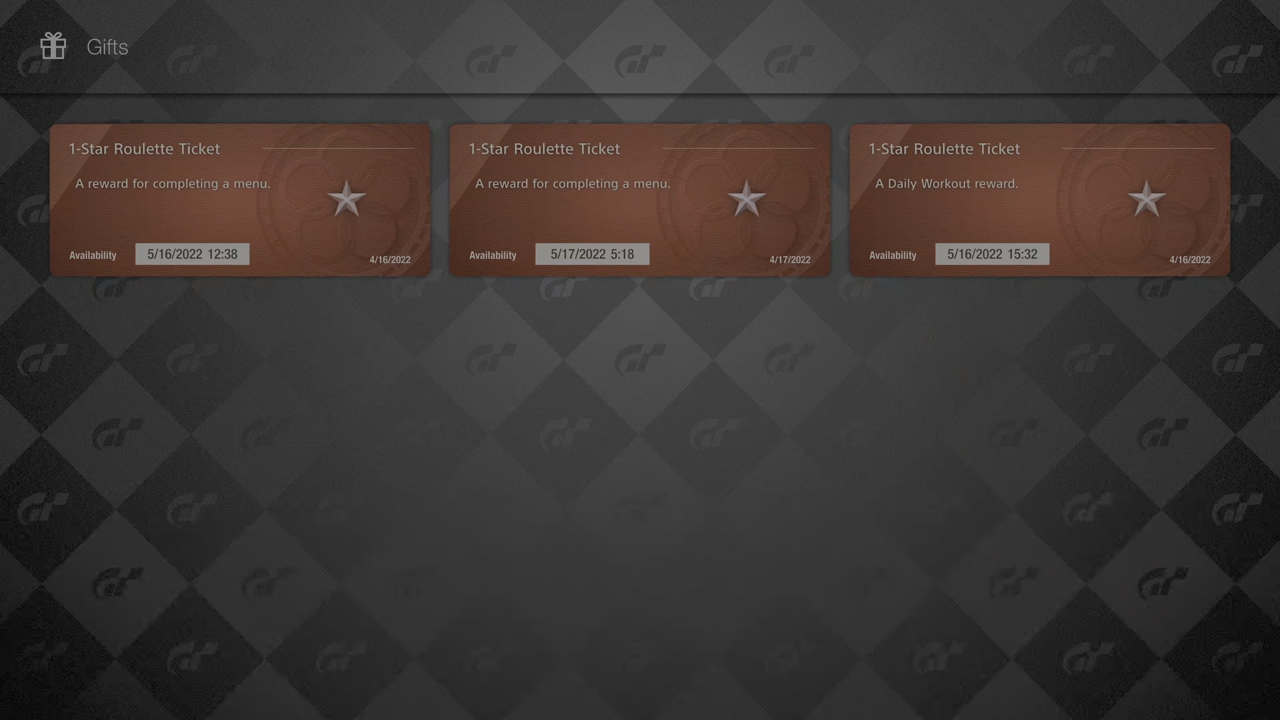 Gifts
1-Star Roulette Ticket
A reward for completing a menu.
Availability 5/16/2022 12:38
4/16/2022
1-Star Roulette Ticket
A reward for completing a menu.
Availability 5/17/2022 5:18
4/17/2022
1-Star Roulette Ticket
A Daily Workout reward.
Availability 5/16/2022 15:32
4/16/2022